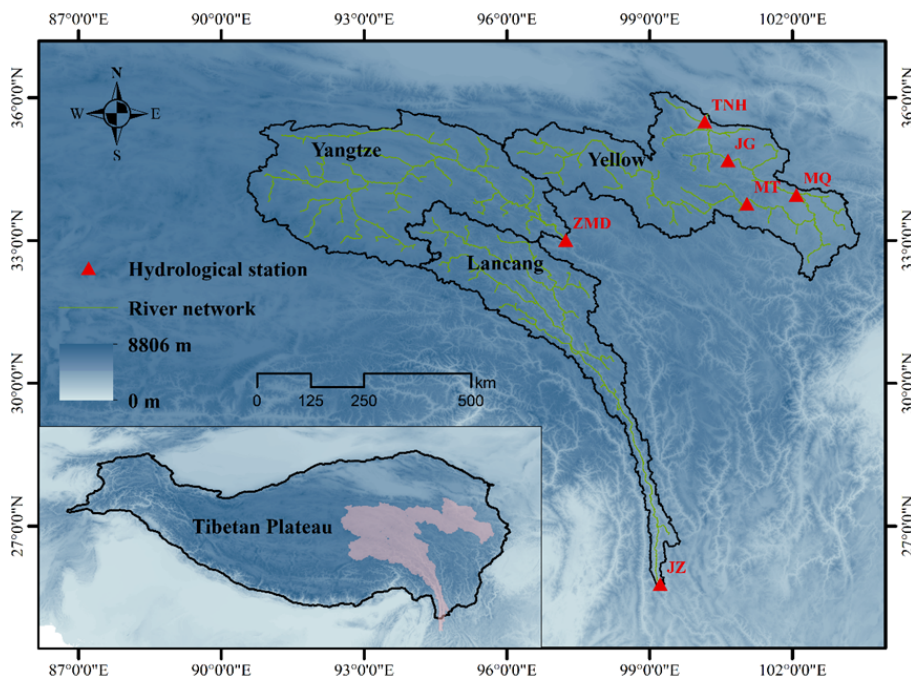 87°0'0"E 90°0'0"E 93°0'0"E 96°0'0"E 99°0'0"E 102°0'0"E
36°0'0"N
36°0'0"N
33°0'0"N
33°0'0"N
30°0'0"N
30°0'0"N
27°0'0"N
27°0'0"N
N
W E
S
TNH
Yangtze
JG
Yellow
MT
MQ
ZMD
Lancang
Hydrological station
River network
8806 m
0 m
km
0 125 250 500
Tibetan Plateau
JZ
87°0'0"E 90°0'0"E 93°0'0"E 96°0'0"E 99°0'0"E 102°0'0"E